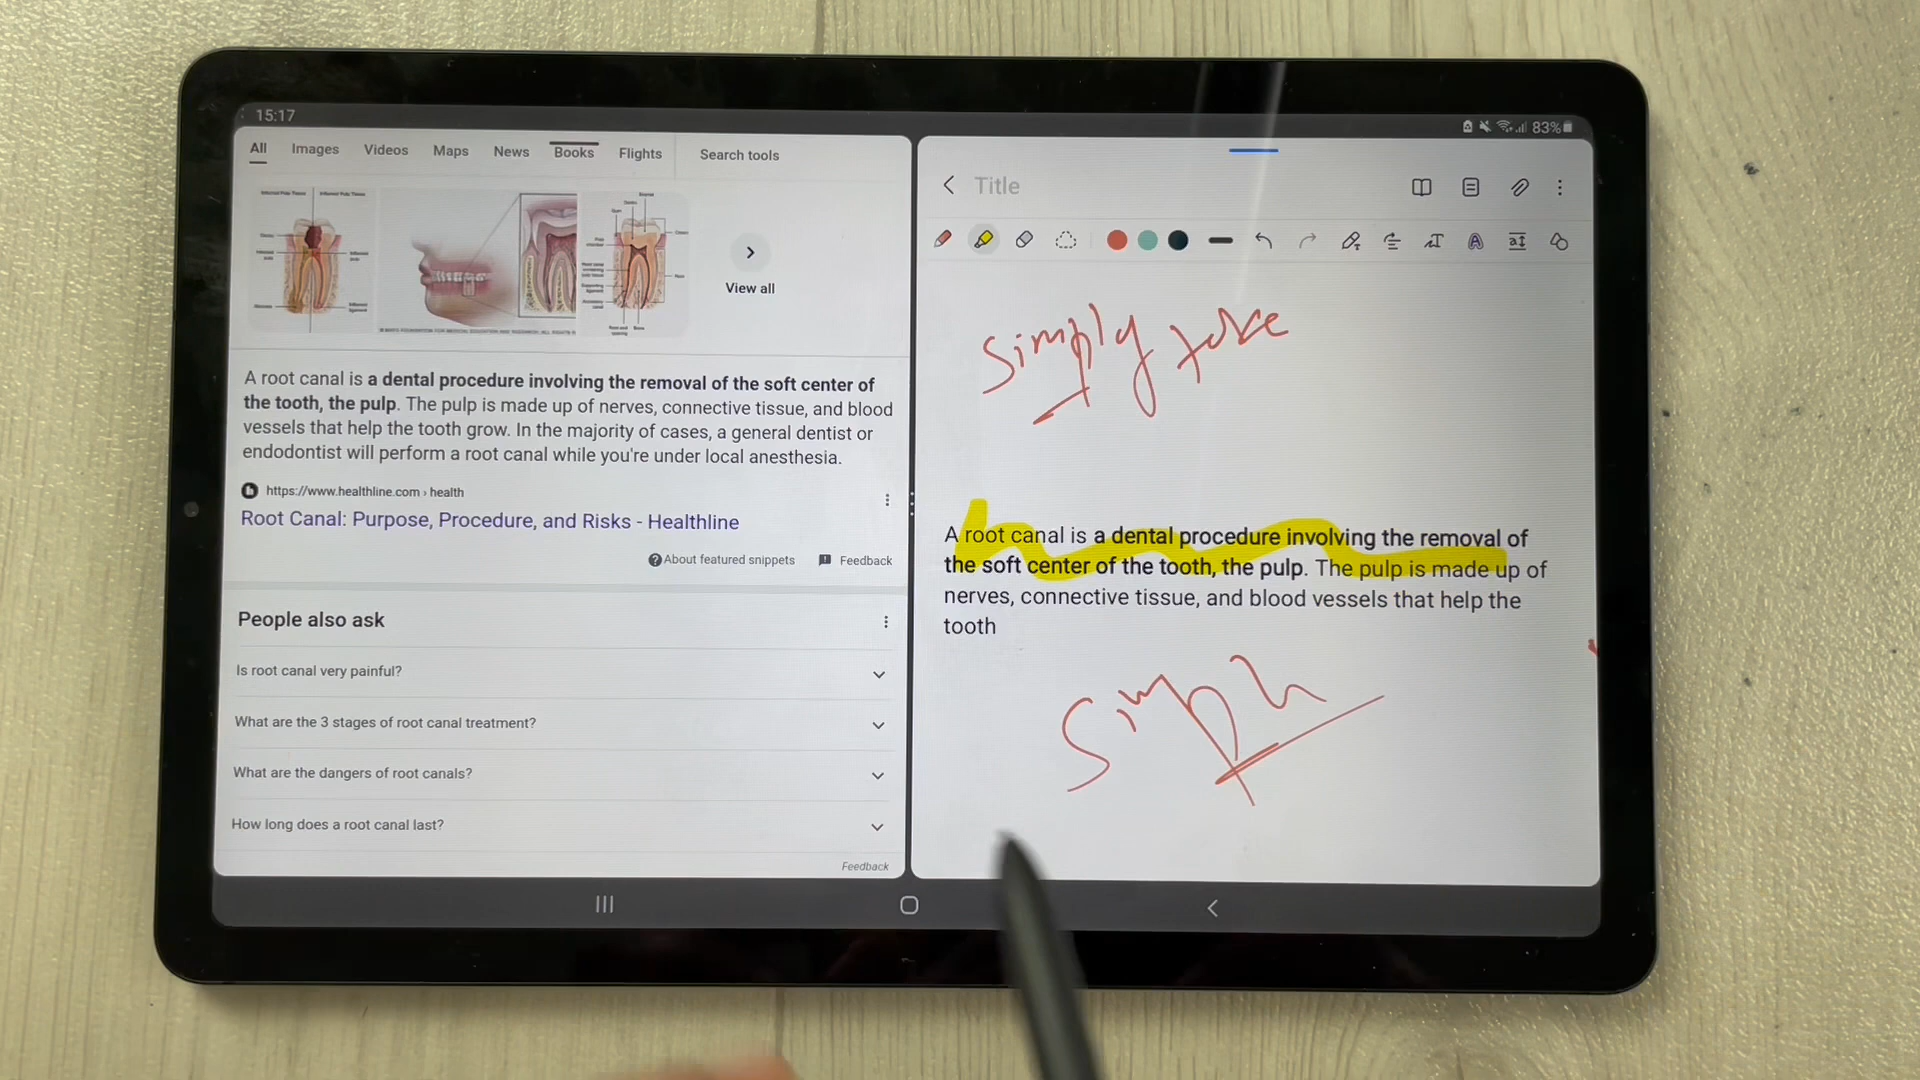 15:17
83%
All Images Videos Maps News Books Flights Search tools
View all
A root canal is a dental procedure involving the removal of the soft center of
the tooth, the pulp. The pulp is made up of nerves, connective tissue, and blood
vessels that help the tooth grow. In the majority of cases, a general dentist or
endodontist will perform a root canal while you're under local anesthesia.
https://www.healthline.com › health
Root Canal: Purpose, Procedure, and Risks - Healthline
About featured snippets Feedback
People also ask
Is root canal very painful?
What are the 3 stages of root canal treatment?
What are the dangers of root canals?
How long does a root canal last?
Feedback
Title
Simply
A root canal is a dental procedure involving the removal of
the soft center of the tooth, the pulp. The pulp is made up of
nerves, connective tissue, and blood vessels that help the
tooth